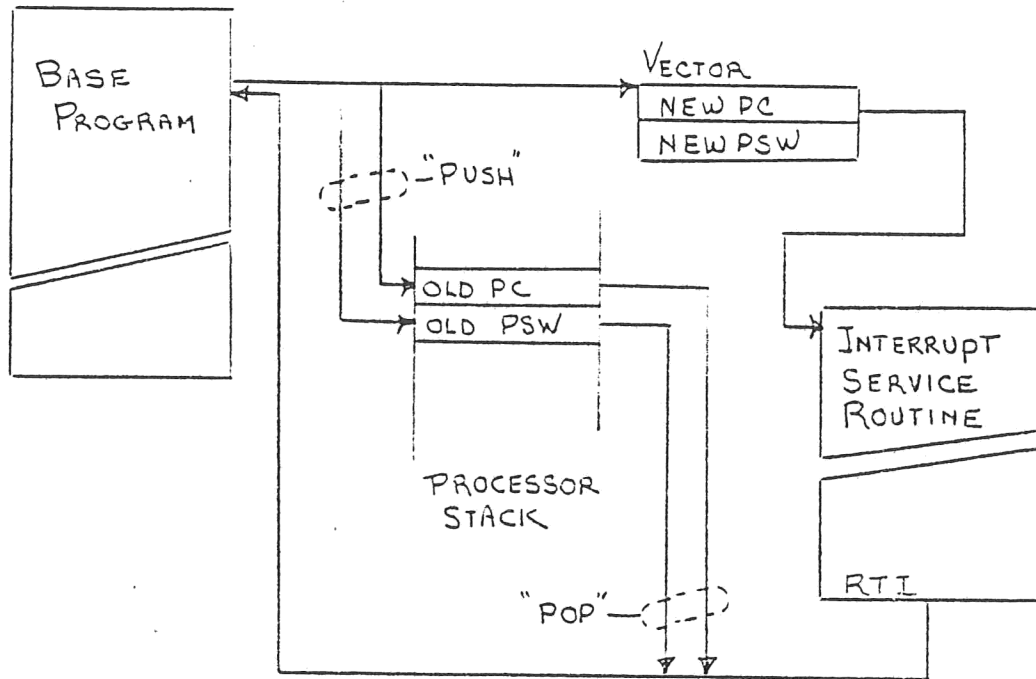 BASE
PROGRAM
VECTOR
NEW PC
NEW PSW
"PUSH"
OLD PC
OLD PSW
PROCESSOR
STACK
INTERRUPT
SERVICE
ROUTINE
RTI
"POP"